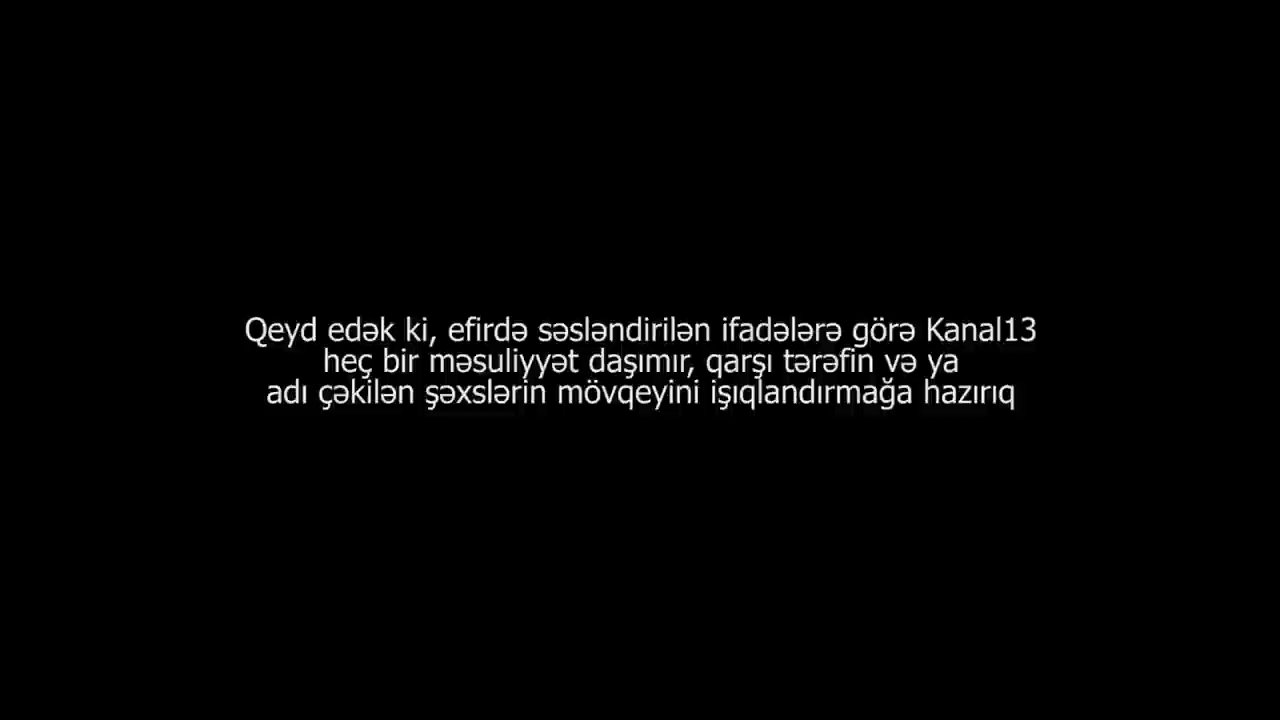 Qeyd edək ki, efirdə səsləndirilən ifadələrə görə Kanal13
heç bir məsuliyyət daşımır, qarşı tərəfin və ya
adı çəkilən şəxslərin mövqeyini işıqlandırmağa hazırıq